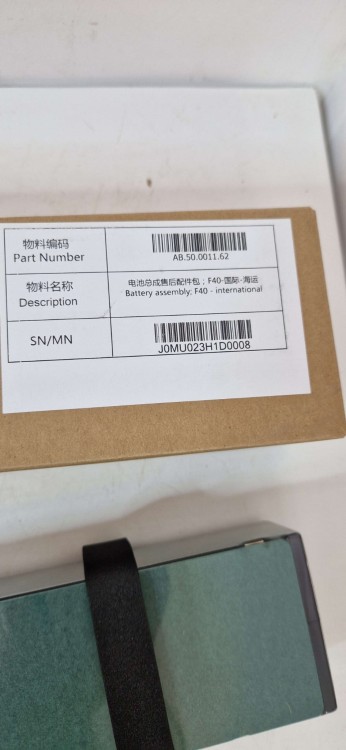 物料编码
Part Number
AB.50.0011.62
物料名称
Description
电池总成售后配件包；F40-国际-海运
Battery assembly; F40 - international
SN/MN
J0MU023H1D0008